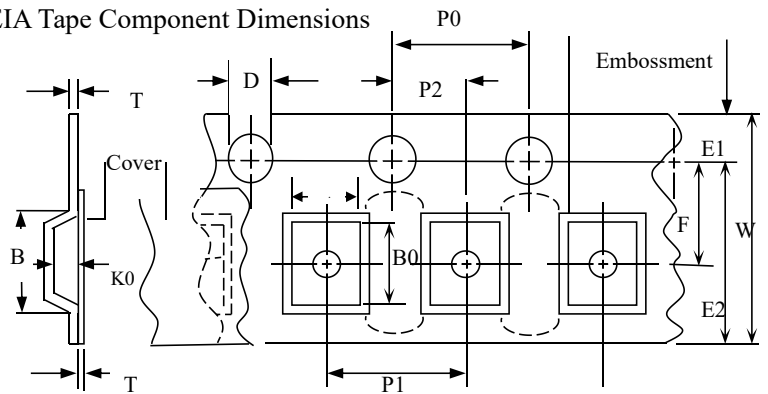 EIA Tape Component Dimensions
P0
Embossment
D
P2
T
E1
Cover
F
W
B
B0
K0
E2
P1
T